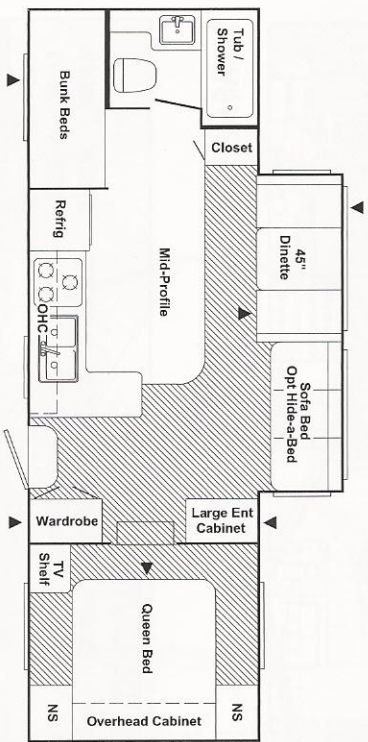 Tub /
Shower
Bunk Beds
Closet
Refrig
Mid-Profile
45"
Dinette
OHC
Sofa Bed
Opt Hide-a-Bed
Wardrobe
Large Ent
Cabinet
TV
Shelf
Queen Bed
NS
Overhead Cabinet
NS